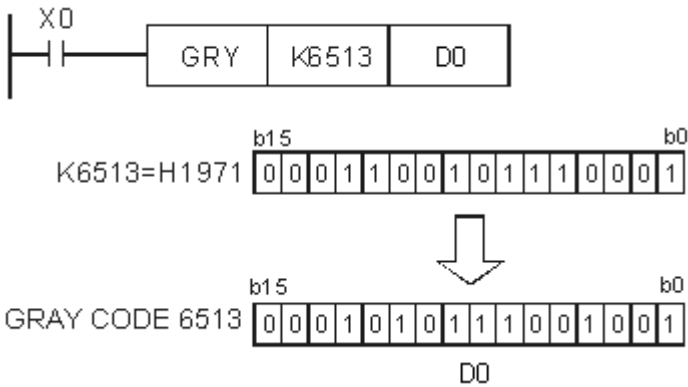 X0
GRY K6513 D0
b15 b0
K6513=H1971 0 0 0 1 1 0 0 1 0 1 1 1 0 0 0 1
b15 b0
GRAY CODE 6513 0 0 0 1 0 1 0 1 1 1 0 0 1 0 0 1
D0